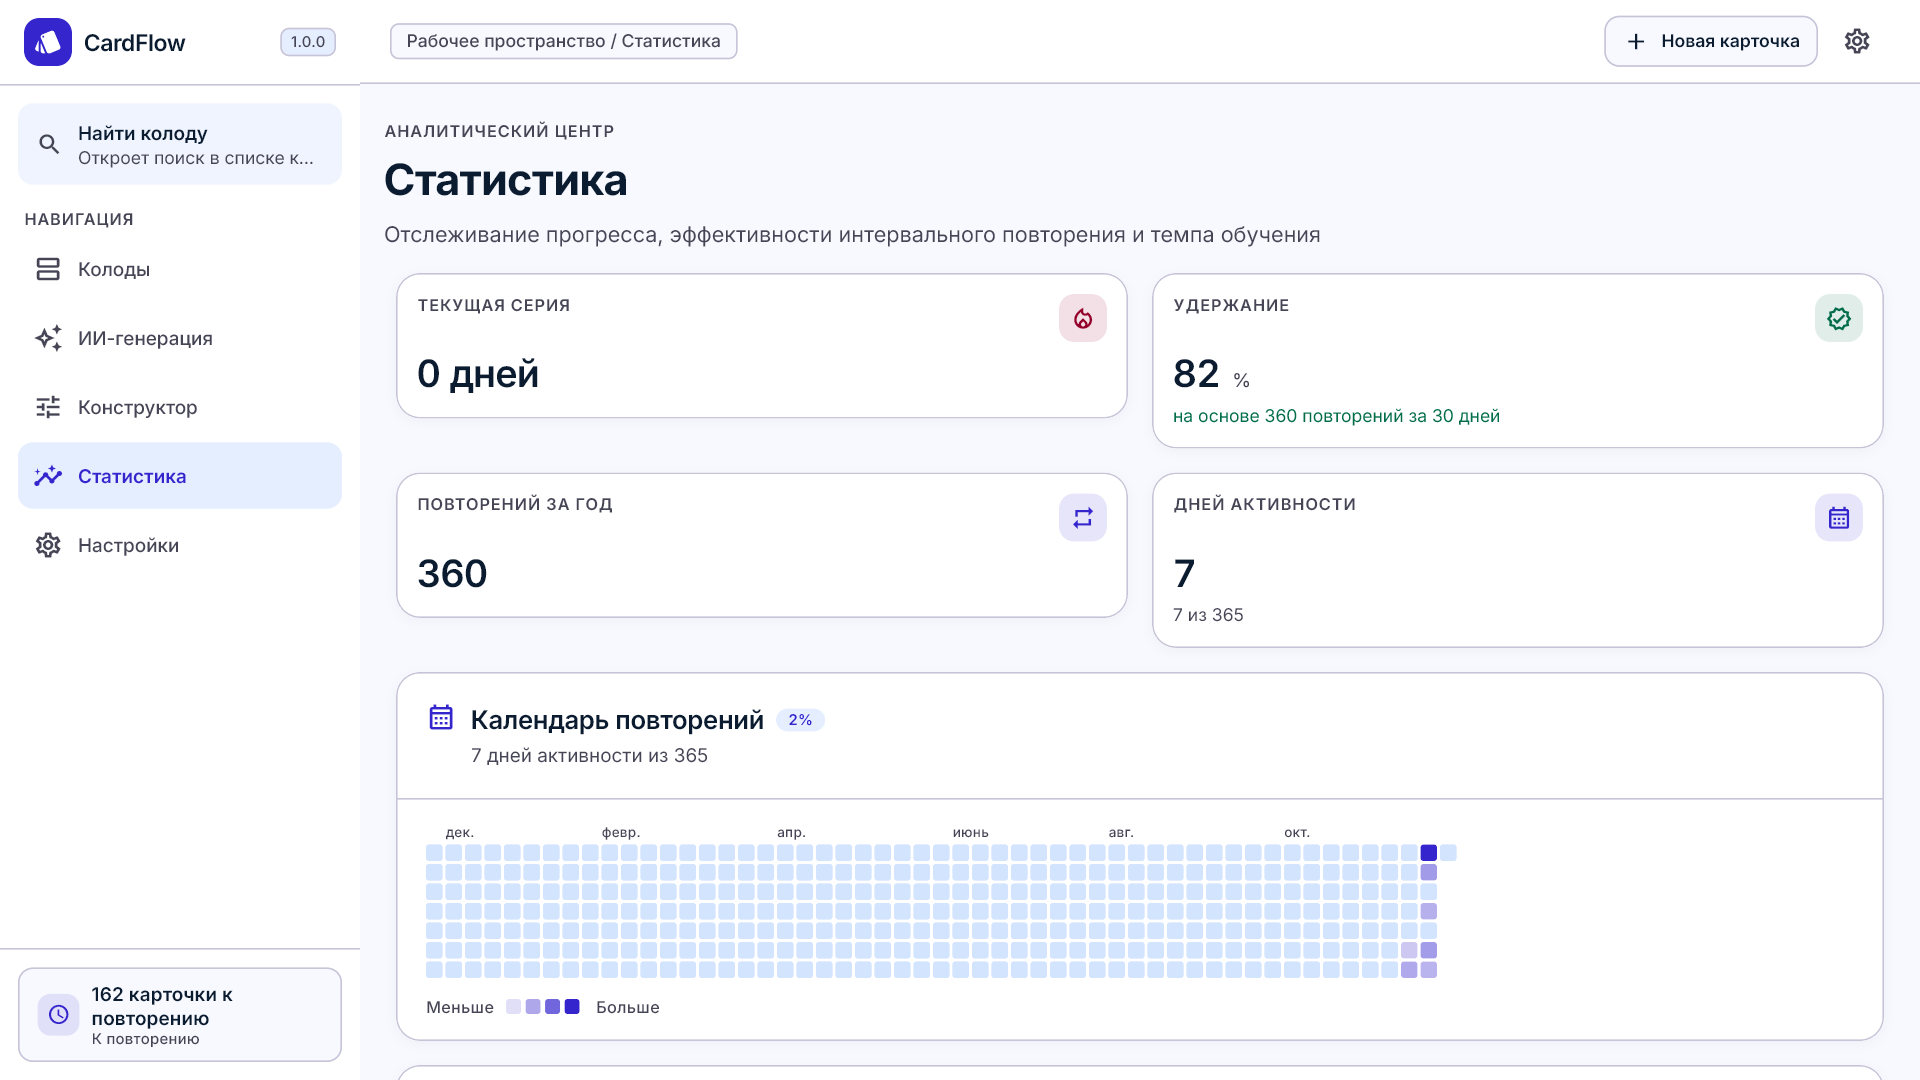 CardFlow
1.0.0
Рабочее пространство / Статистика
Новая карточка
Найти колоду
Откроет поиск в списке к...
НАВИГАЦИЯ
Колоды
ИИ-генерация
Конструктор
Статистика
Настройки
162 карточки к
повторению
К повторению
АНАЛИТИЧЕСКИЙ ЦЕНТР
Статистика
Отслеживание прогресса, эффективности интервального повторения и темпа обучения
ТЕКУЩАЯ СЕРИЯ
0 дней
УДЕРЖАНИЕ
82 %
на основе 360 повторений за 30 дней
ПОВТОРЕНИЙ ЗА ГОД
360
ДНЕЙ АКТИВНОСТИ
7
7 из 365
Календарь повторений 2%
7 дней активности из 365
дек. февр. апр. июнь авг. окт.
Меньше Больше